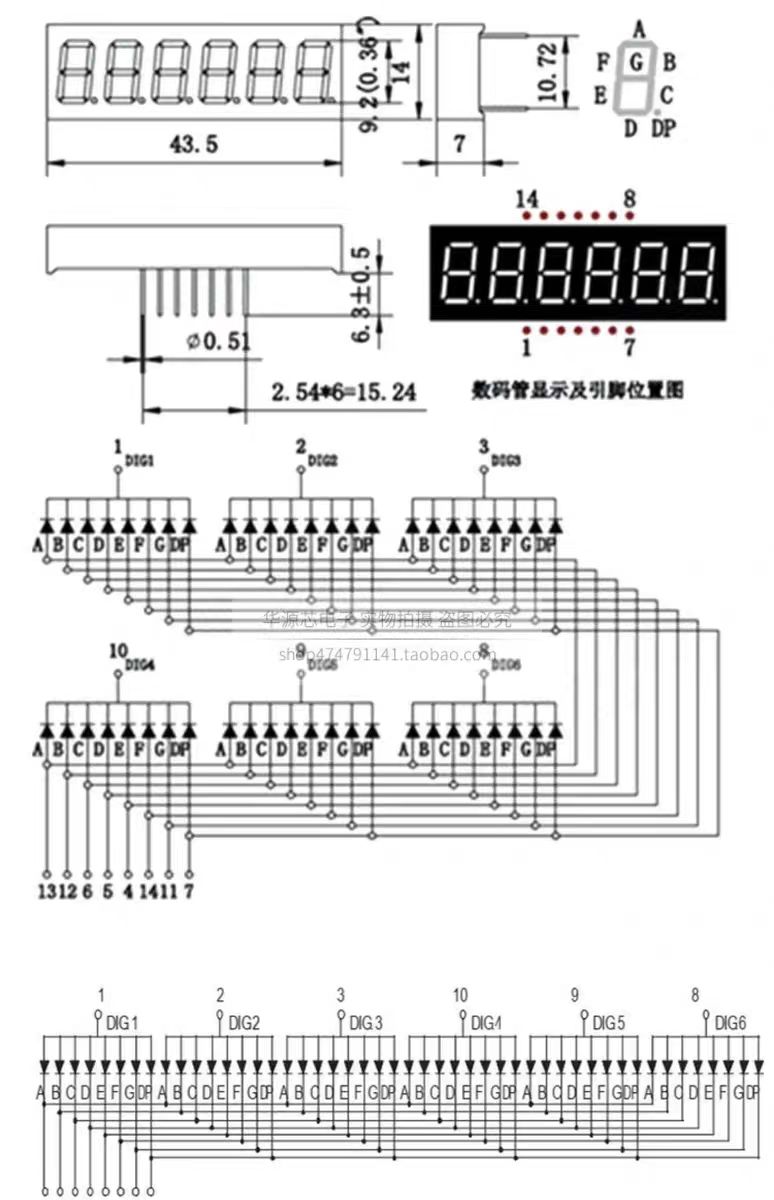 A
F G B
E C
D DP
9.2(0.36")
14
10.72
43.5
7
14 8
6.3±0.5
Ø0.51
1 7
2.54*6=15.24
数码管显示及引脚位置图
1 DIG1
2 DIG2
3 DIG3
A B C D E F G DP
A B C D E F G DP
A B C D E F G DP
华源芯电子 实物拍摄 盗图必究
shop474791141.taobao.com
10 DIG4
9 DIG5
8 DIG6
A B C D E F G DP
A B C D E F G DP
A B C D E F G DP
13 12 6 5 4 14 11 7
1 2 3 10 9 8
DIG1 DIG2 DIG3 DIG4 DIG5 DIG6
A B C D E F G DP A B C D E F G DP A B C D E F G DP A B C D E F G DP A B C D E F G DP A B C D E F G DP